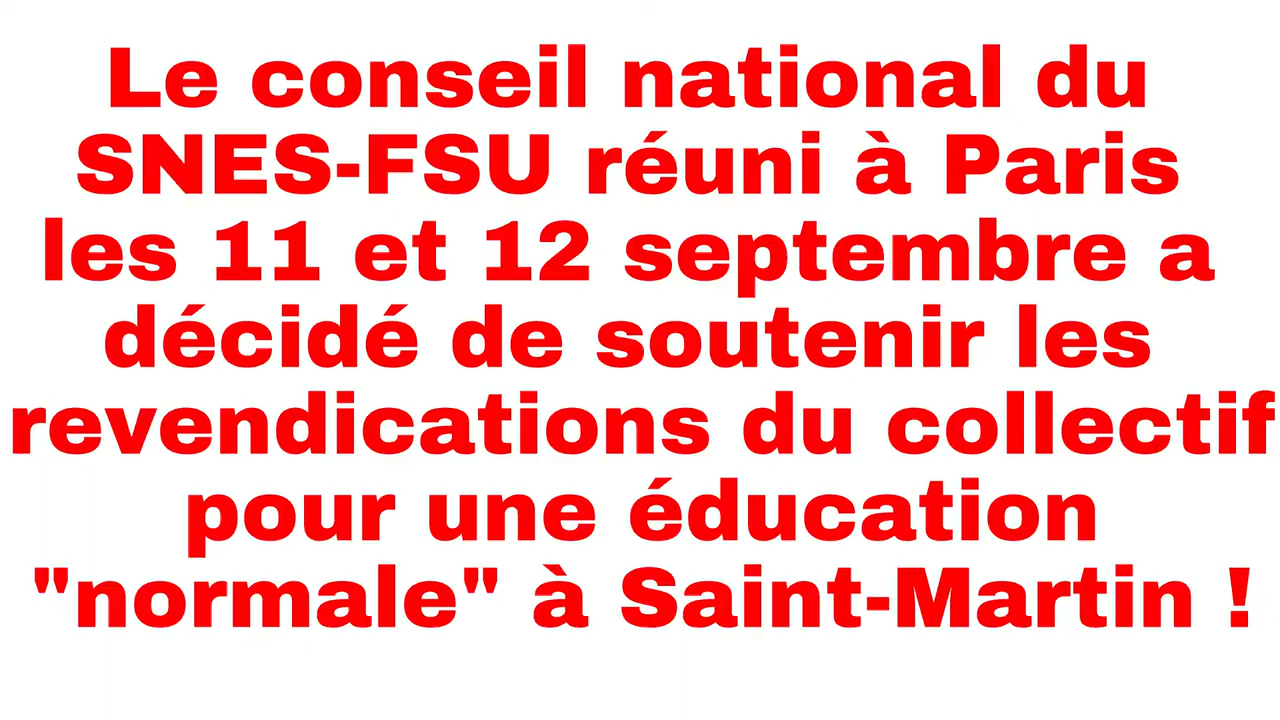 Le conseil national du
SNES-FSU réuni à Paris
les 11 et 12 septembre a
décidé de soutenir les
revendications du collectif
pour une éducation
"normale" à Saint-Martin !